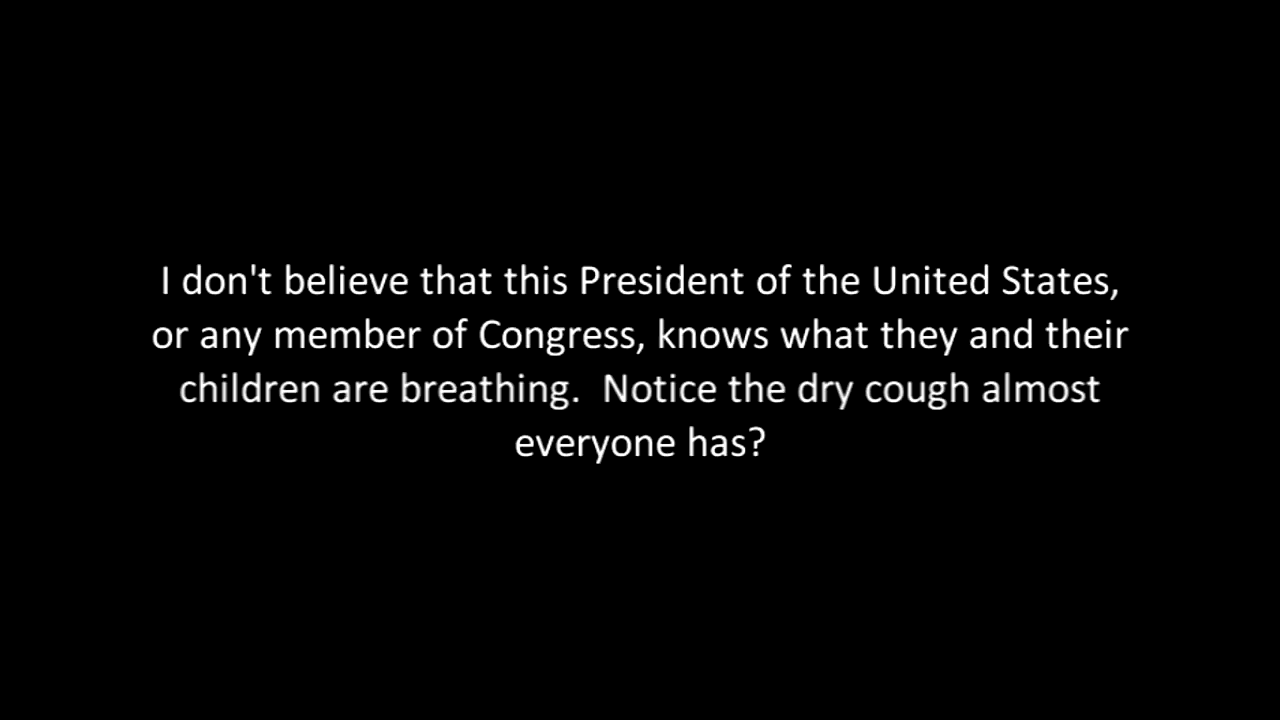 I don't believe that this President of the United States,
or any member of Congress, knows what they and their
children are breathing.  Notice the dry cough almost
everyone has?